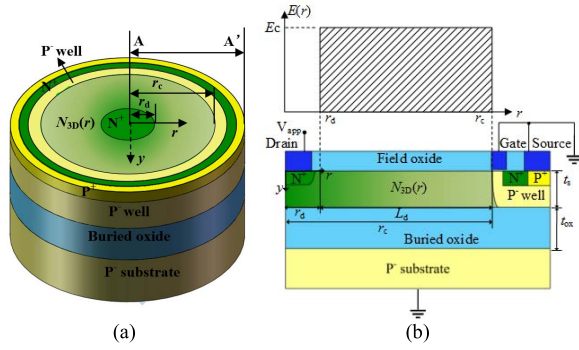 A A'
P⁻ well
N⁺
r_c
r_d
N⁺
N_3D(r)
r
y
P⁺
P⁻ well
Buried oxide
P⁻ substrate
(a)
E(r)
Ec
r_d r_c r
V_app
Drain
Gate Source
Field oxide
N⁺ r N⁺ P⁺
y N_3D(r) P⁻ well t_s
r_d L_d
r_c t_ox
Buried oxide
P⁻ substrate
(b)